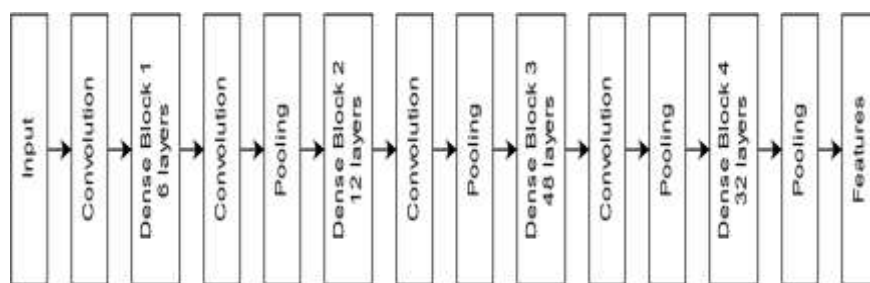 Input
Convolution
Dense Block 1
6 layers
Convolution
Pooling
Dense Block 2
12 layers
Convolution
Pooling
Dense Block 3
48 layers
Convolution
Pooling
Dense Block 4
32 layers
Pooling
Features